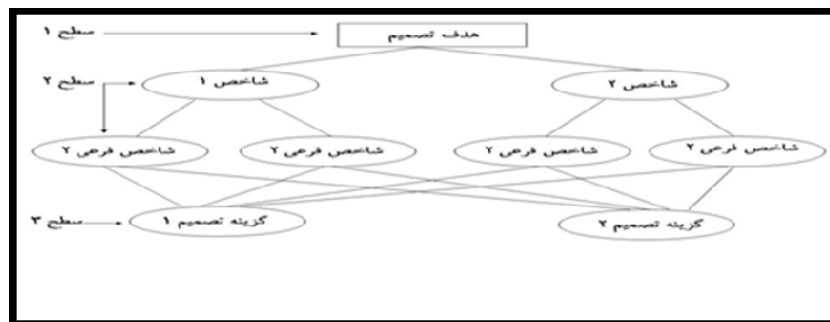 سطح ۱
هدف تصمیم
سطح ۲
شاخص ۱
شاخص ۲
شاخص فرعی ۲
شاخص فرعی ۲
شاخص فرعی ۲
شاخص فرعی ۲
سطح ۳
گزینه تصمیم ۱
گزینه تصمیم ۲